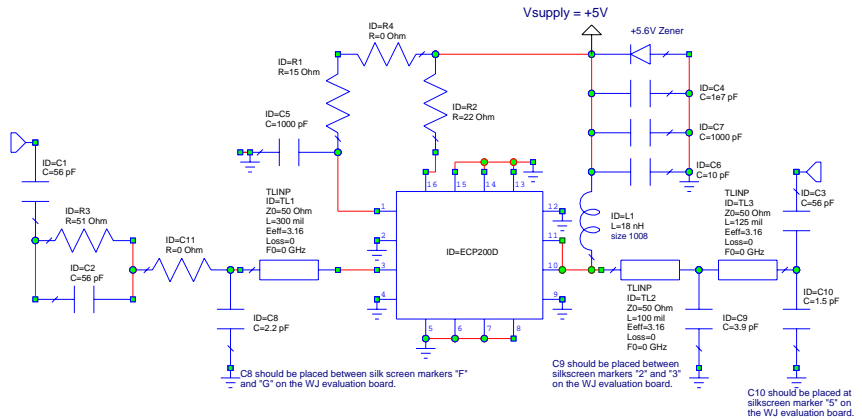 Vsupply = +5V
ID=R4
R=0 Ohm
+5.6V Zener
ID=R1
R=15 Ohm
ID=C4
C=1e7 pF
ID=C5
C=1000 pF
ID=R2
R=22 Ohm
ID=C7
C=1000 pF
ID=C1
C=56 pF
ID=C6
C=10 pF
16
15
14
13
TLINP
ID=TL1
Z0=50 Ohm
L=300 mil
Eeff=3.16
Loss=0
F0=0 GHz
TLINP
ID=TL3
Z0=50 Ohm
L=125 mil
Eeff=3.16
Loss=0
F0=0 GHz
ID=C3
C=56 pF
ID=R3
R=51 Ohm
1
12
ID=L1
L=18 nH
size 1008
ID=C11
R=0 Ohm
2
11
ID=ECP200D
ID=C2
C=56 pF
3
10
4
9
TLINP
ID=TL2
Z0=50 Ohm
L=100 mil
Eeff=3.16
Loss=0
F0=0 GHz
ID=C10
C=1.5 pF
ID=C8
C=2.2 pF
ID=C9
C=3.9 pF
5
6
7
8
C8 should be placed between silk screen markers "F"
and "G" on the WJ evaluation board.
C9 should be placed between
silkscreen markers "2" and "3"
on the WJ evaluation board.
C10 should be placed at
silkscreen marker "5" on
the WJ evaluation board.